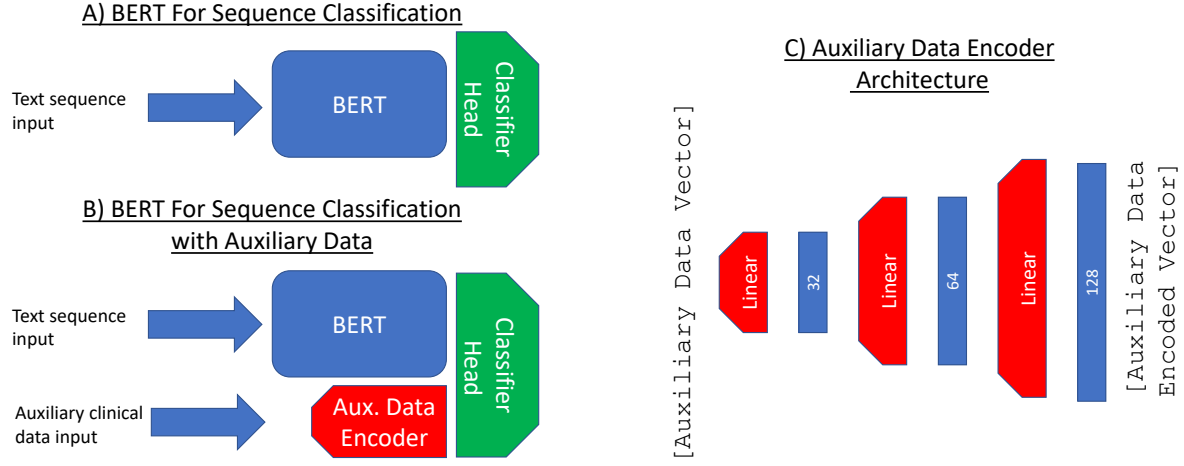 A) BERT For Sequence Classification
Text sequence
input
BERT
Classifier
Head
B) BERT For Sequence Classification
with Auxiliary Data
Text sequence
input
BERT
Classifier
Head
Auxiliary clinical
data input
Aux. Data
Encoder
C) Auxiliary Data Encoder
Architecture
[Auxiliary Data Vector]
Linear
32
Linear
64
Linear
128
[Auxiliary Data
Encoded Vector]